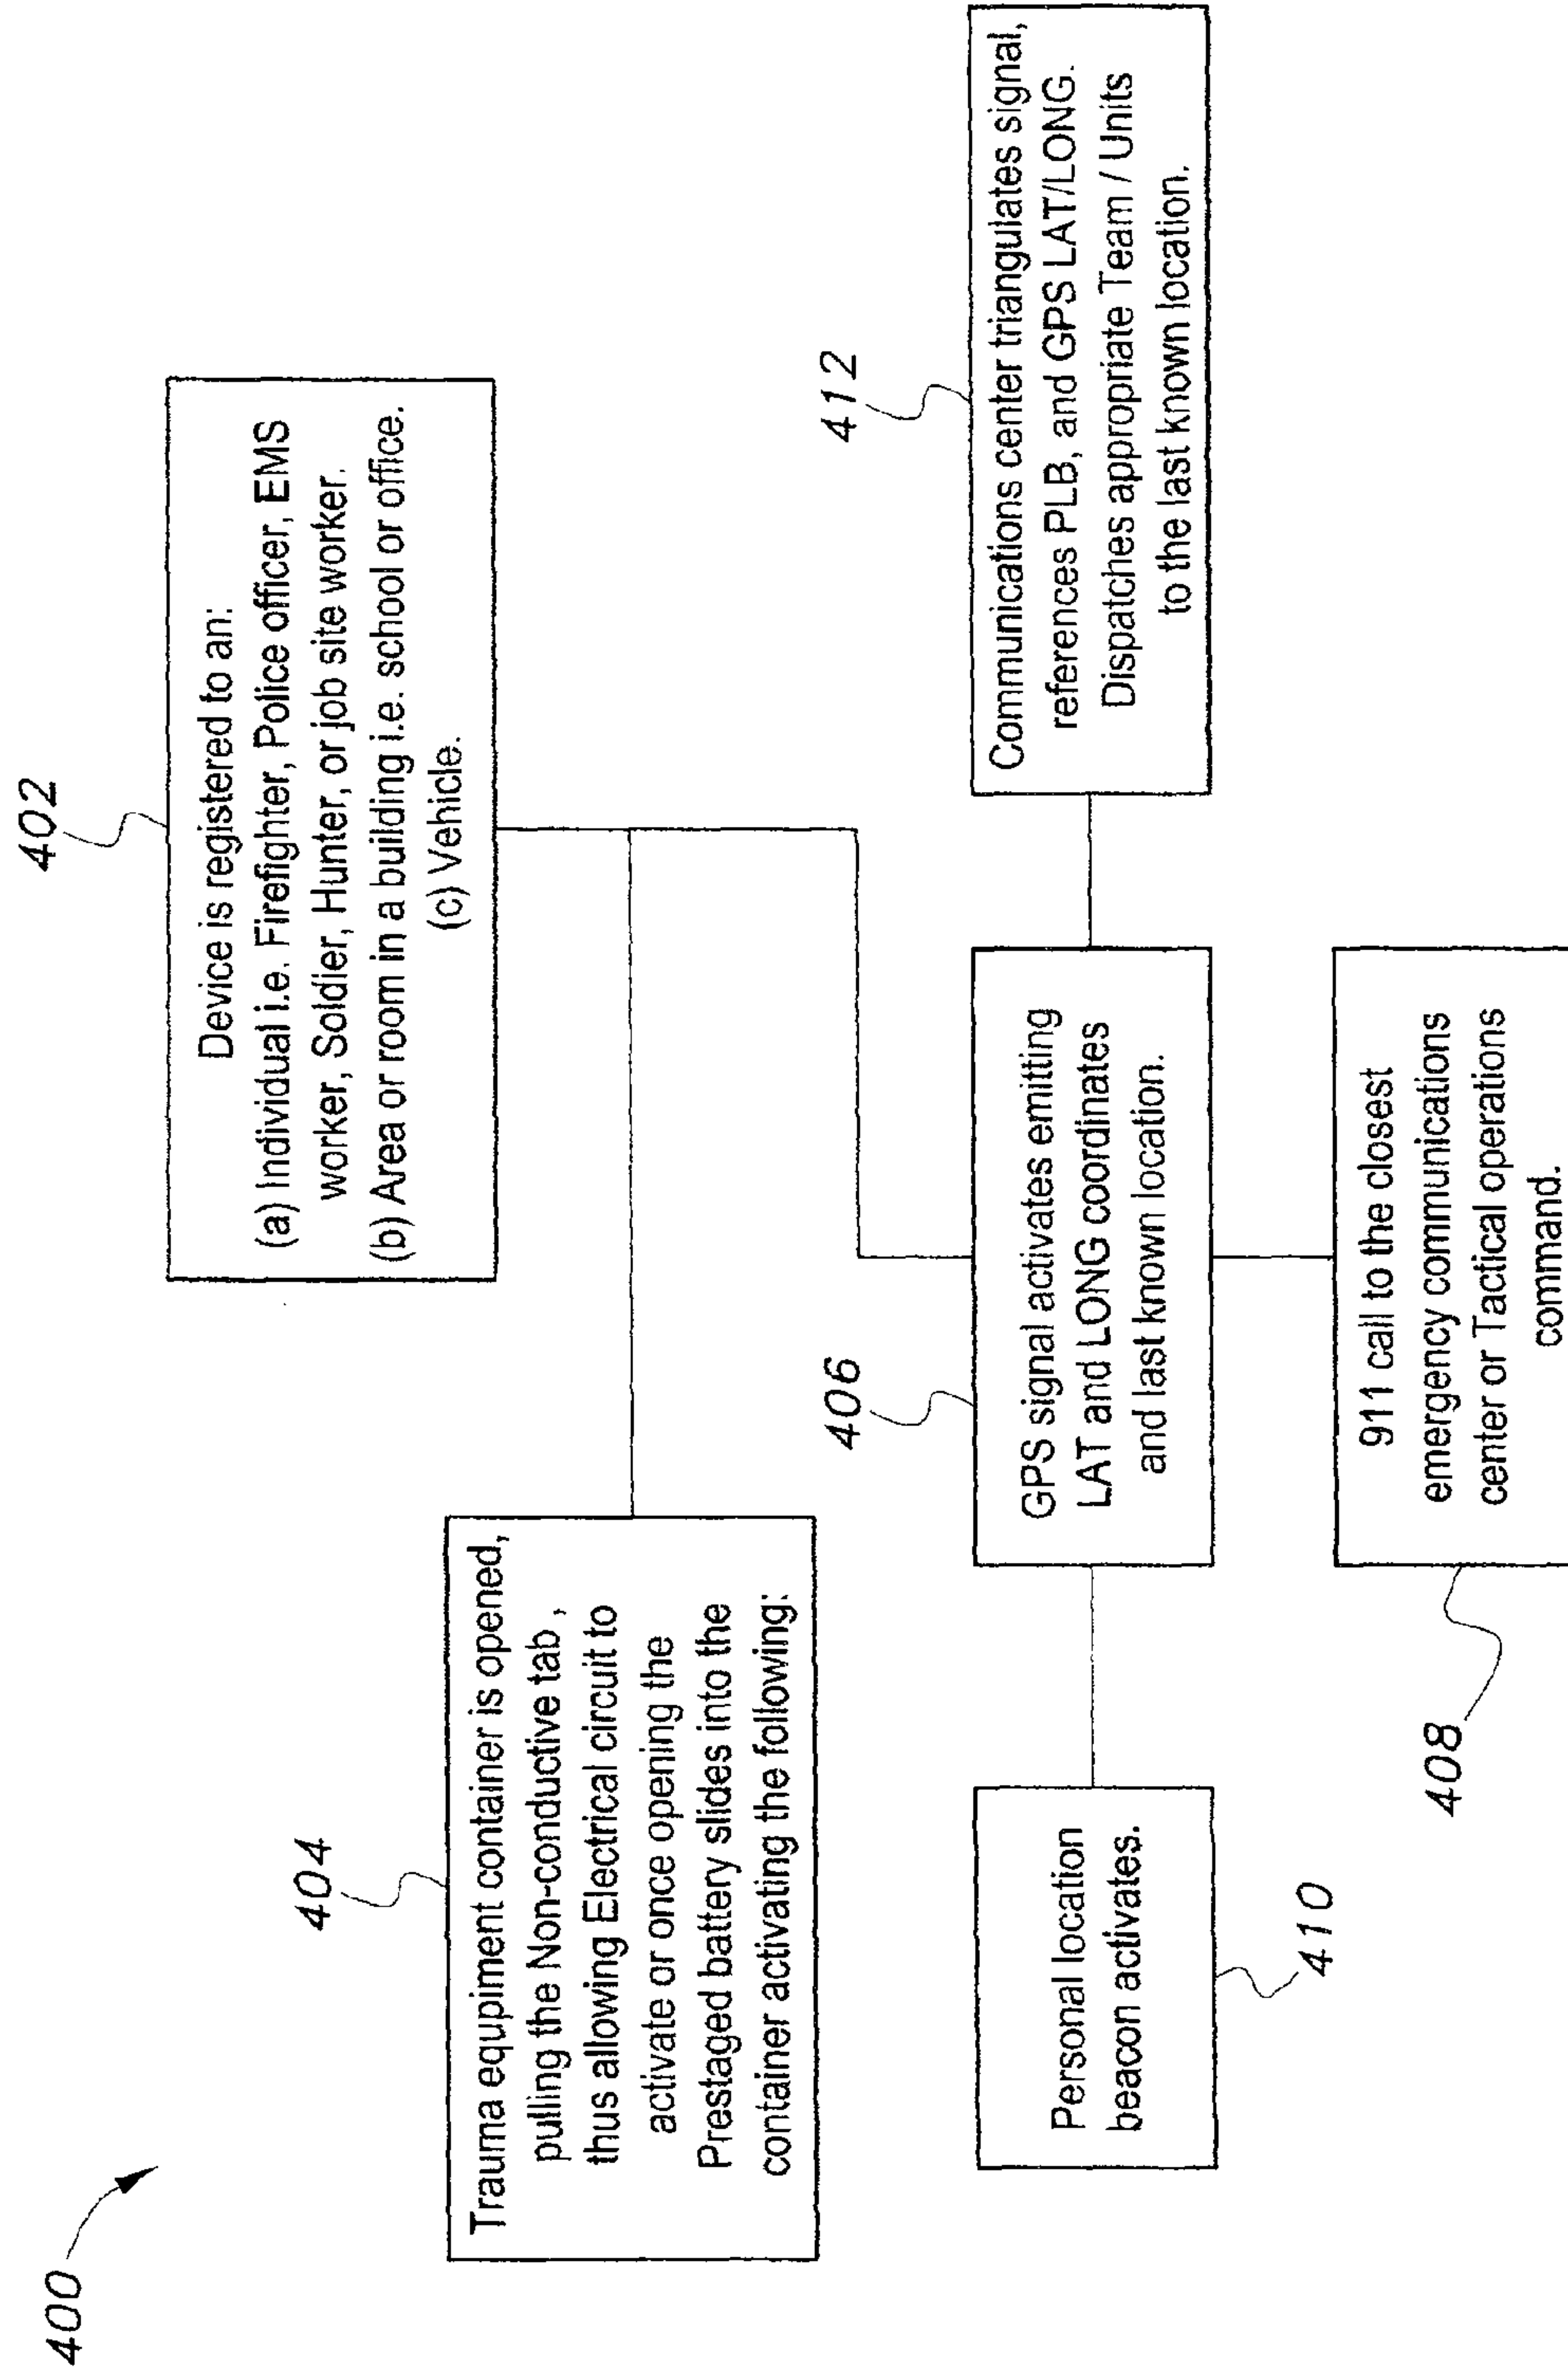 400
402
Device is registered to an:
(a) Individual i.e. Firefighter, Police officer, EMS
worker, Soldier, Hunter, or job site worker.
(b) Area or room in a building i.e. school or office.
(c) Vehicle.
404
Trauma equpiment container is opened,
pulling the Non-conductive tab ,
thus allowing Electrical circuit to
activate or once opening the
Prestaged battery slides into the
container activating the following:
406
GPS signal activates emitting
LAT and LONG coordinates
and last known location.
412
Communications center triangulates signal,
references PLB, and GPS LAT/LONG.
Dispatches appropriate Team / Units
to the last known location.
Personal location
beacon activates.
410
408
911 call to the closest
emergency communications
center or Tactical operations
command.